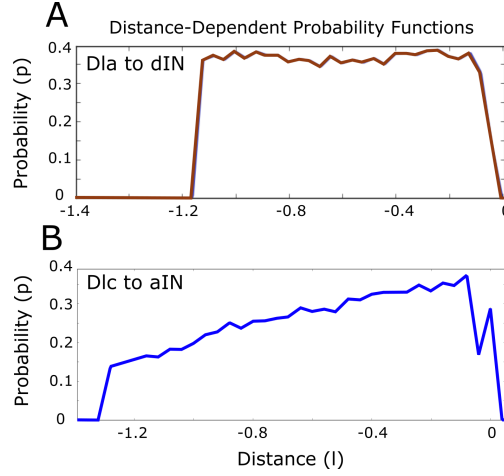 A
Distance-Dependent Probability Functions
Dla to dIN
Probability (p)
0.4
0.3
0.2
0.1
0
-1.4
-1.2
-0.8
-0.4
0
B
Dlc to aIN
Probability (p)
0.4
0.3
0.2
0.1
0
-1.2
-0.8
-0.4
0
Distance (l)